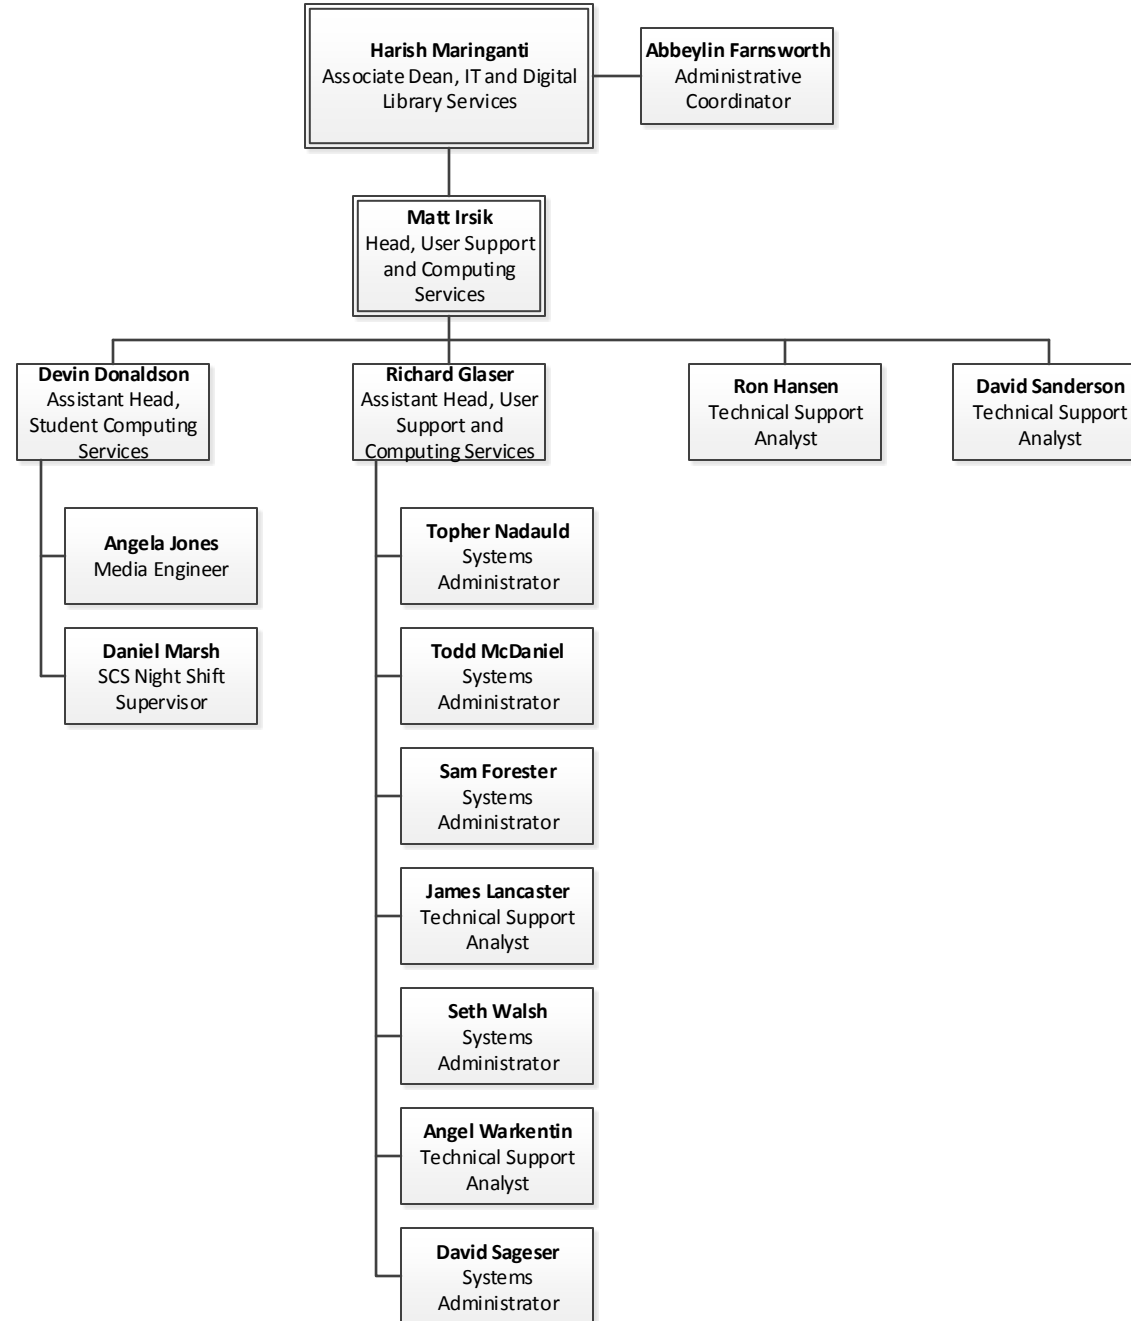 Harish Maringanti
Associate Dean, IT and Digital
Library Services
Abbeylin Farnsworth
Administrative
Coordinator
Matt Irsik
Head, User Support
and Computing
Services
Devin Donaldson
Assistant Head,
Student Computing
Services
Richard Glaser
Assistant Head, User
Support and
Computing Services
Ron Hansen
Technical Support
Analyst
David Sanderson
Technical Support
Analyst
Angela Jones
Media Engineer
Daniel Marsh
SCS Night Shift
Supervisor
Topher Nadauld
Systems
Administrator
Todd McDaniel
Systems
Administrator
Sam Forester
Systems
Administrator
James Lancaster
Technical Support
Analyst
Seth Walsh
Systems
Administrator
Angel Warkentin
Technical Support
Analyst
David Sageser
Systems
Administrator